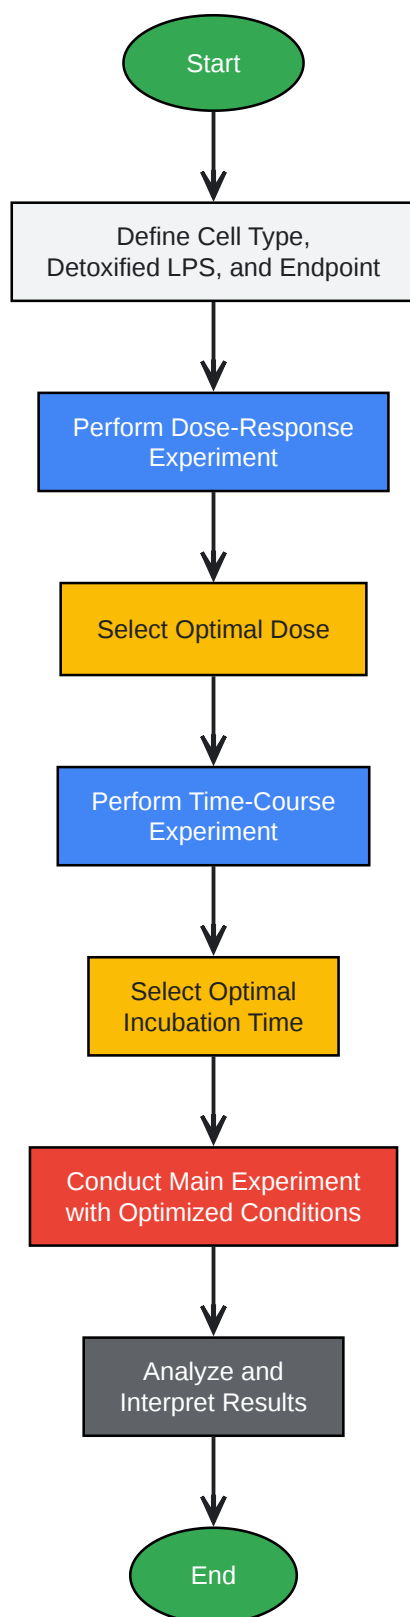 Start
Define Cell Type,
Detoxified LPS, and Endpoint
Perform Dose-Response
Experiment
Select Optimal Dose
Perform Time-Course
Experiment
Select Optimal
Incubation Time
Conduct Main Experiment
with Optimized Conditions
Analyze and
Interpret Results
End